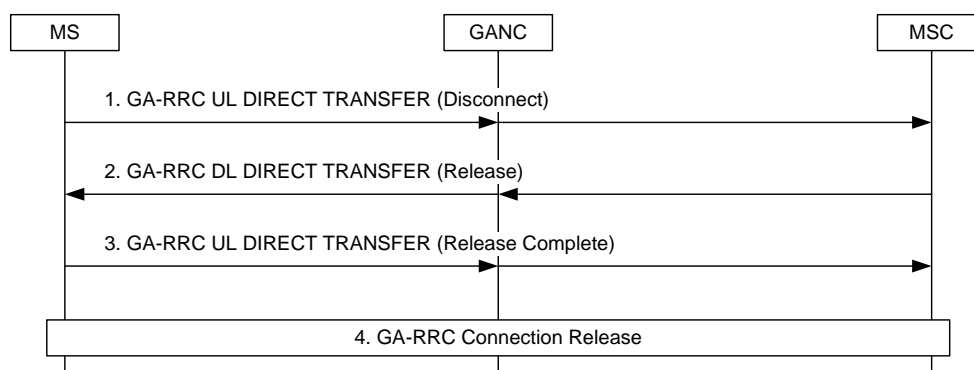 MS
GANC
MSC
1. GA-RRC UL DIRECT TRANSFER (Disconnect)
2. GA-RRC DL DIRECT TRANSFER (Release)
3. GA-RRC UL DIRECT TRANSFER (Release Complete)
4. GA-RRC Connection Release